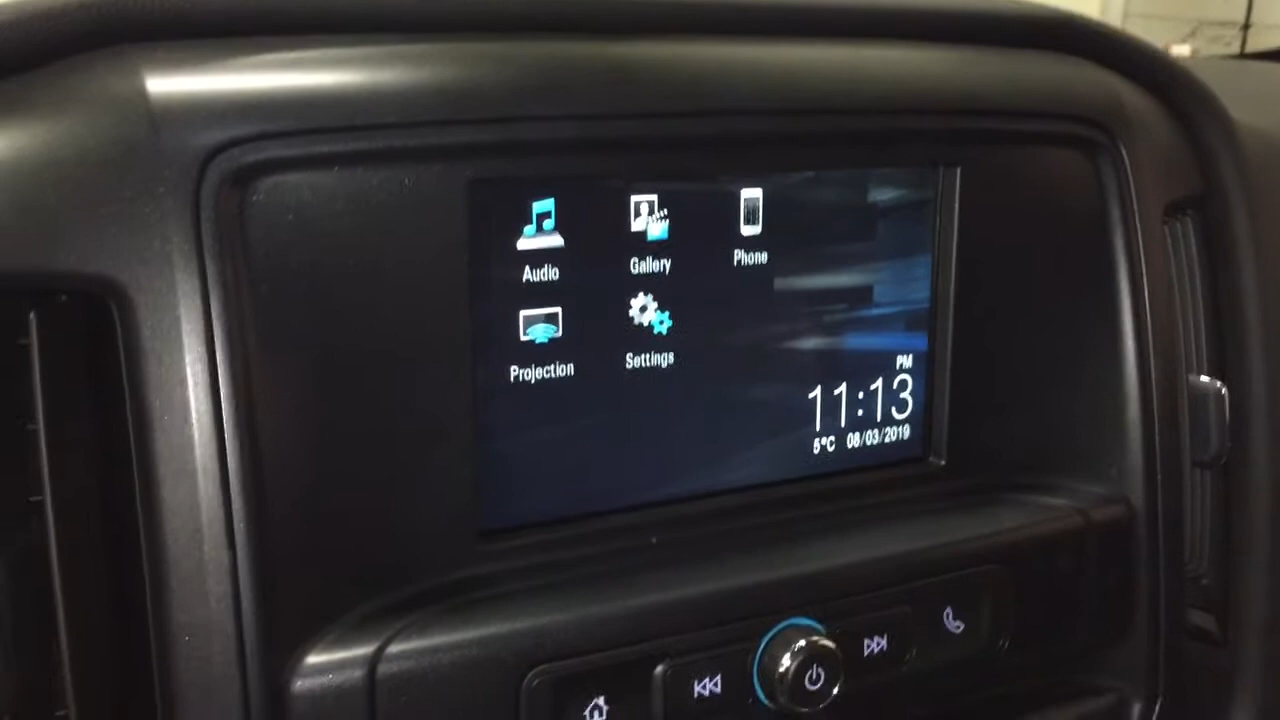 Audio
Gallery
Phone
Projection
Settings
PM
11:13
5°C 08/03/2019